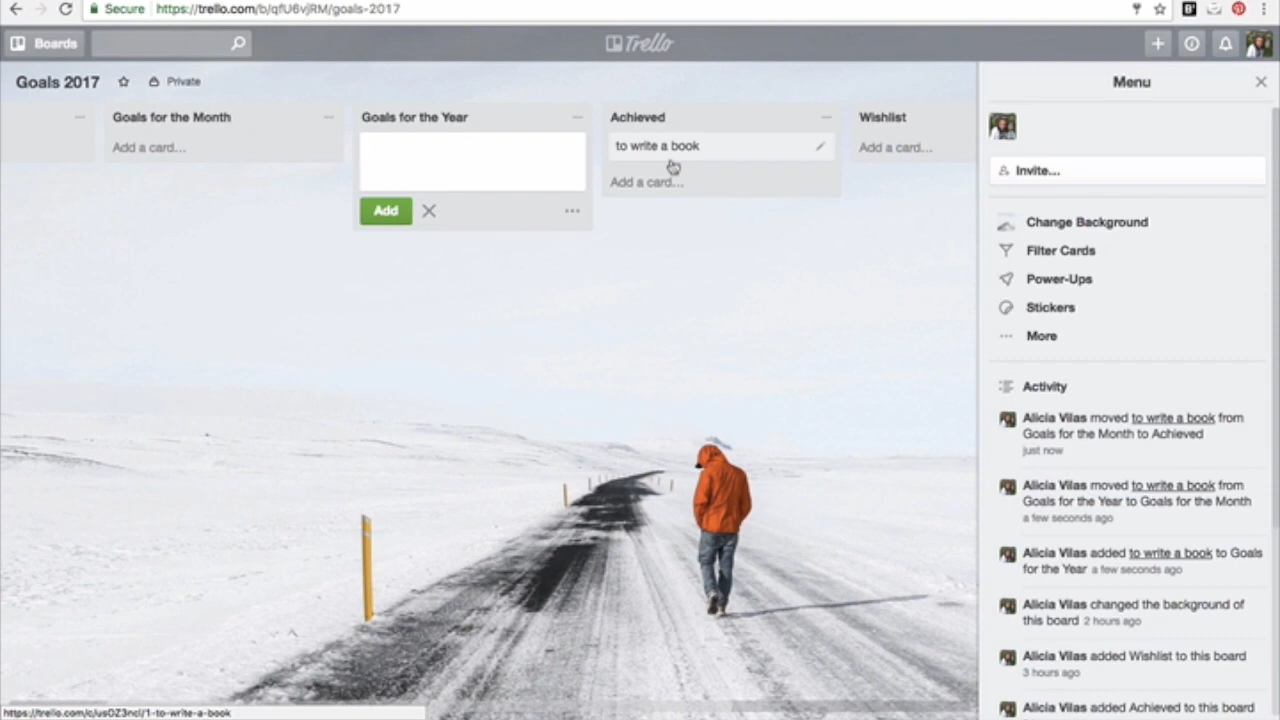 Secure https://trello.com/b/qfU6vjRM/goals-2017
Boards
Trello
Goals 2017
Private
Menu
Goals for the Month
Add a card...
Goals for the Year
Add
Achieved
to write a book
Add a card...
Wishlist
Add a card...
Invite...
Change Background
Filter Cards
Power-Ups
Stickers
More
Activity
Alicia Vilas moved to write a book from
Goals for the Month to Achieved
just now
Alicia Vilas moved to write a book from
Goals for the Year to Goals for the Month
a few seconds ago
Alicia Vilas added to write a book to Goals
for the Year a few seconds ago
Alicia Vilas changed the background of
this board 2 hours ago
Alicia Vilas added Wishlist to this board
3 hours ago
Alicia Vilas added Achieved to this board